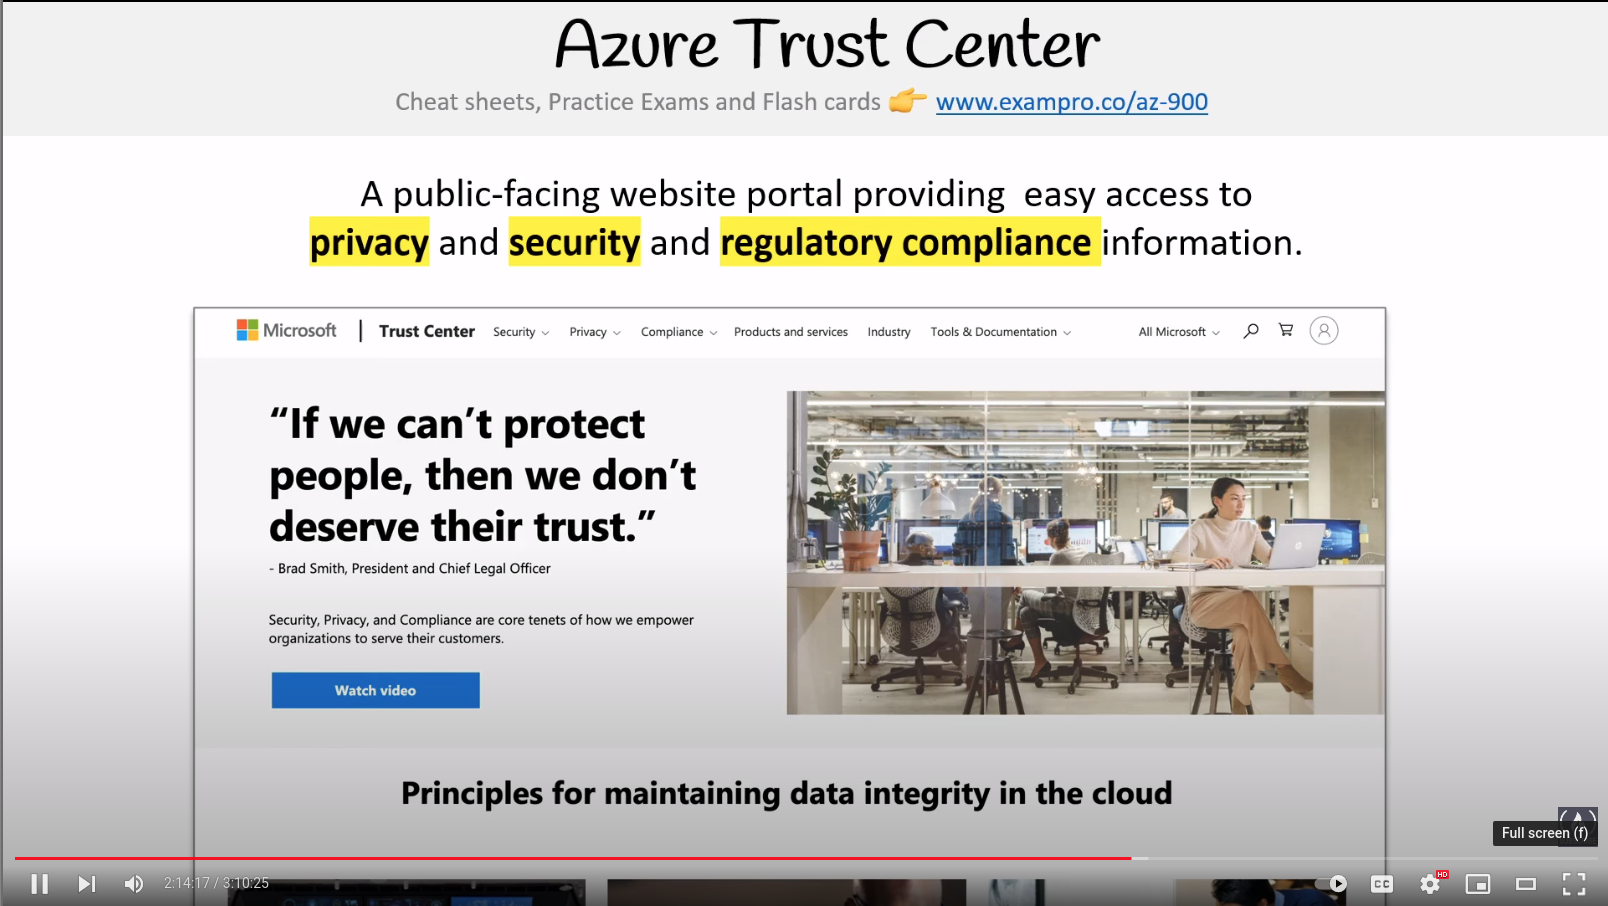 Azure Trust Center
Cheat sheets, Practice Exams and Flash cards 👉 www.exampro.co/az-900
A public-facing website portal providing easy access to
privacy and security and regulatory compliance information.
Microsoft | Trust Center Security Privacy Compliance Products and services Industry Tools & Documentation All Microsoft
“If we can’t protect
people, then we don’t
deserve their trust.”
- Brad Smith, President and Chief Legal Officer
Security, Privacy, and Compliance are core tenets of how we empower
organizations to serve their customers.
Watch video
Principles for maintaining data integrity in the cloud
Full screen (f)
2:14:17 / 3:10:25
CC
HD